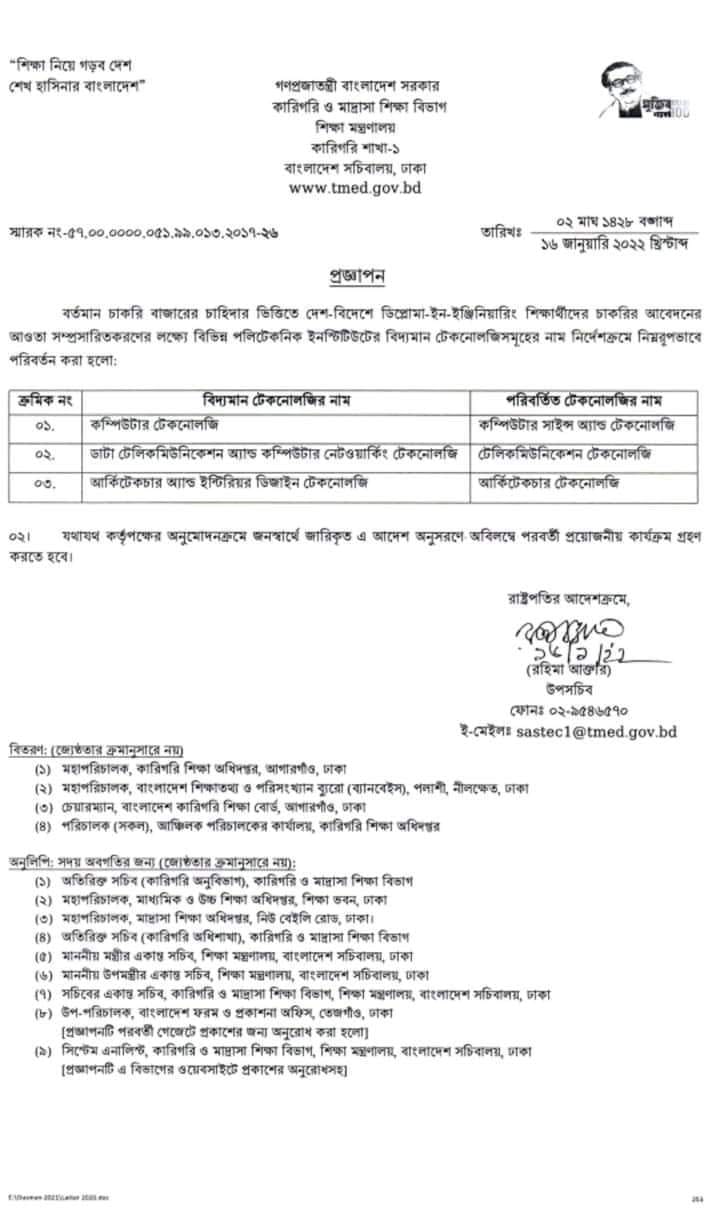 “শিক্ষা নিয়ে গড়ব দেশ
শেখ হাসিনার বাংলাদেশ”
গণপ্রজাতন্ত্রী বাংলাদেশ সরকার
কারিগরি ও মাদ্রাসা শিক্ষা বিভাগ
শিক্ষা মন্ত্রণালয়
কারিগরি শাখা-১
বাংলাদেশ সচিবালয়, ঢাকা
www.tmed.gov.bd
মুজিব
100
স্মারক নং-৫৭.০০.০০০০.০৫১.৯৯.০১৩.২০১৭-২৬
তারিখঃ ০২ মাঘ ১৪২৮ বঙ্গাব্দ
১৬ জানুয়ারি ২০২২ খ্রিস্টাব্দ
প্রজ্ঞাপন
বর্তমান চাকরি বাজারের চাহিদার ভিত্তিতে দেশ-বিদেশে ডিপ্লোমা-ইন-ইঞ্জিনিয়ারিং শিক্ষার্থীদের চাকরির আবেদনের
আওতা সম্প্রসারিতকরণের লক্ষ্যে বিভিন্ন পলিটেকনিক ইনস্টিটিউটের বিদ্যমান টেকনোলজিসমূহের নাম নির্দেশক্রমে নিম্নরূপভাবে
পরিবর্তন করা হলো:
ক্রমিক নং বিদ্যমান টেকনোলজির নাম পরিবর্তিত টেকনোলজির নাম
০১. কম্পিউটার টেকনোলজি কম্পিউটার সাইন্স অ্যান্ড টেকনোলজি
০২. ডাটা টেলিকমিউনিকেশন অ্যান্ড কম্পিউটার নেটওয়ার্কিং টেকনোলজি টেলিকমিউনিকেশন টেকনোলজি
০৩. আর্কিটেকচার অ্যান্ড ইন্টিরিয়র ডিজাইন টেকনোলজি আর্কিটেকচার টেকনোলজি
০২। যথাযথ কর্তৃপক্ষের অনুমোদনক্রমে জনস্বার্থে জারিকৃত এ আদেশ অনুসরণে অবিলম্বে পরবর্তী প্রয়োজনীয় কার্যক্রম গ্রহণ
করতে হবে।
রাষ্ট্রপতির আদেশক্রমে,
১৬/১/২২
(রহিমা আক্তার)
উপসচিব
ফোনঃ ০২-৯৫৪৬৫৭০
ই-মেইলঃ sastec1@tmed.gov.bd
বিতরণ: (জ্যেষ্ঠতার ক্রমানুসারে নয়)
(১) মহাপরিচালক, কারিগরি শিক্ষা অধিদপ্তর, আগারগাঁও, ঢাকা
(২) মহাপরিচালক, বাংলাদেশ শিক্ষাতথ্য ও পরিসংখ্যান ব্যুরো (ব্যানবেইস), পলাশী, নীলক্ষেত, ঢাকা
(৩) চেয়ারম্যান, বাংলাদেশ কারিগরি শিক্ষা বোর্ড, আগারগাঁও, ঢাকা
(৪) পরিচালক (সকল), আঞ্চলিক পরিচালকের কার্যালয়, কারিগরি শিক্ষা অধিদপ্তর
অনুলিপি: সদয় অবগতির জন্য (জ্যেষ্ঠতার ক্রমানুসারে নয়):
(১) অতিরিক্ত সচিব (কারিগরি অনুবিভাগ), কারিগরি ও মাদ্রাসা শিক্ষা বিভাগ
(২) মহাপরিচালক, মাধ্যমিক ও উচ্চ শিক্ষা অধিদপ্তর, শিক্ষা ভবন, ঢাকা
(৩) মহাপরিচালক, মাদ্রাসা শিক্ষা অধিদপ্তর, নিউ বেইলি রোড, ঢাকা।
(৪) অতিরিক্ত সচিব (কারিগরি অধিশাখা), কারিগরি ও মাদ্রাসা শিক্ষা বিভাগ
(৫) মাননীয় মন্ত্রীর একান্ত সচিব, শিক্ষা মন্ত্রণালয়, বাংলাদেশ সচিবালয়, ঢাকা
(৬) মাননীয় উপমন্ত্রীর একান্ত সচিব, শিক্ষা মন্ত্রণালয়, বাংলাদেশ সচিবালয়, ঢাকা
(৭) সচিবের একান্ত সচিব, কারিগরি ও মাদ্রাসা শিক্ষা বিভাগ, শিক্ষা মন্ত্রণালয়, বাংলাদেশ সচিবালয়, ঢাকা
(৮) উপ-পরিচালক, বাংলাদেশ ফরম ও প্রকাশনা অফিস, তেজগাঁও, ঢাকা
[প্রজ্ঞাপনটি পরবর্তী গেজেটে প্রকাশের জন্য অনুরোধ করা হলো]
(৯) সিস্টেম এনালিস্ট, কারিগরি ও মাদ্রাসা শিক্ষা বিভাগ, শিক্ষা মন্ত্রণালয়, বাংলাদেশ সচিবালয়, ঢাকা
[প্রজ্ঞাপনটি এ বিভাগের ওয়েবসাইটে প্রকাশের অনুরোধসহ]